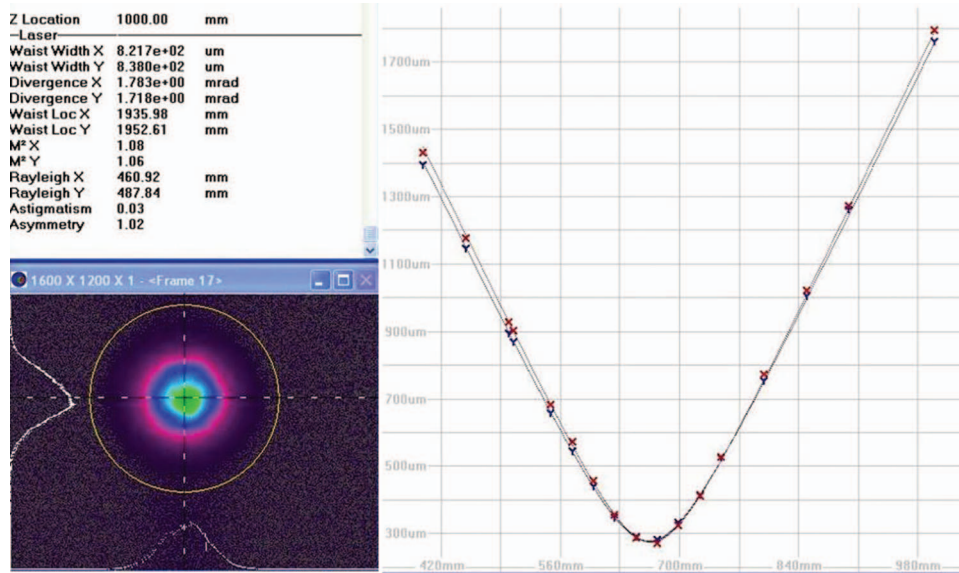 Z Location 1000.00 mm
Laser
Waist Width X 8.217e+02 um
Waist Width Y 8.380e+02 um
Divergence X 1.783e+00 mrad
Divergence Y 1.718e+00 mrad
Waist Loc X 1935.98 mm
Waist Loc Y 1952.61 mm
M² X 1.08
M² Y 1.06
Rayleigh X 460.92 mm
Rayleigh Y 487.84 mm
Astigmatism 0.03
Asymmetry 1.02
1600 X 1200 X 1 - <Frame 17>
1700um
1500um
1300um
1100um
900um
700um
500um
300um
420mm 560mm 700mm 840mm 980mm